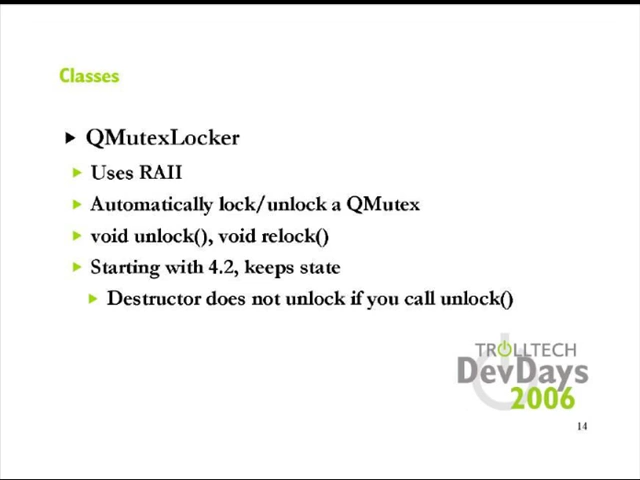 Classes
QMutexLocker
Uses RAII
Automatically lock/unlock a QMutex
void unlock(), void relock()
Starting with 4.2, keeps state
Destructor does not unlock if you call unlock()
TROLLTECH
DevDays
2006
14